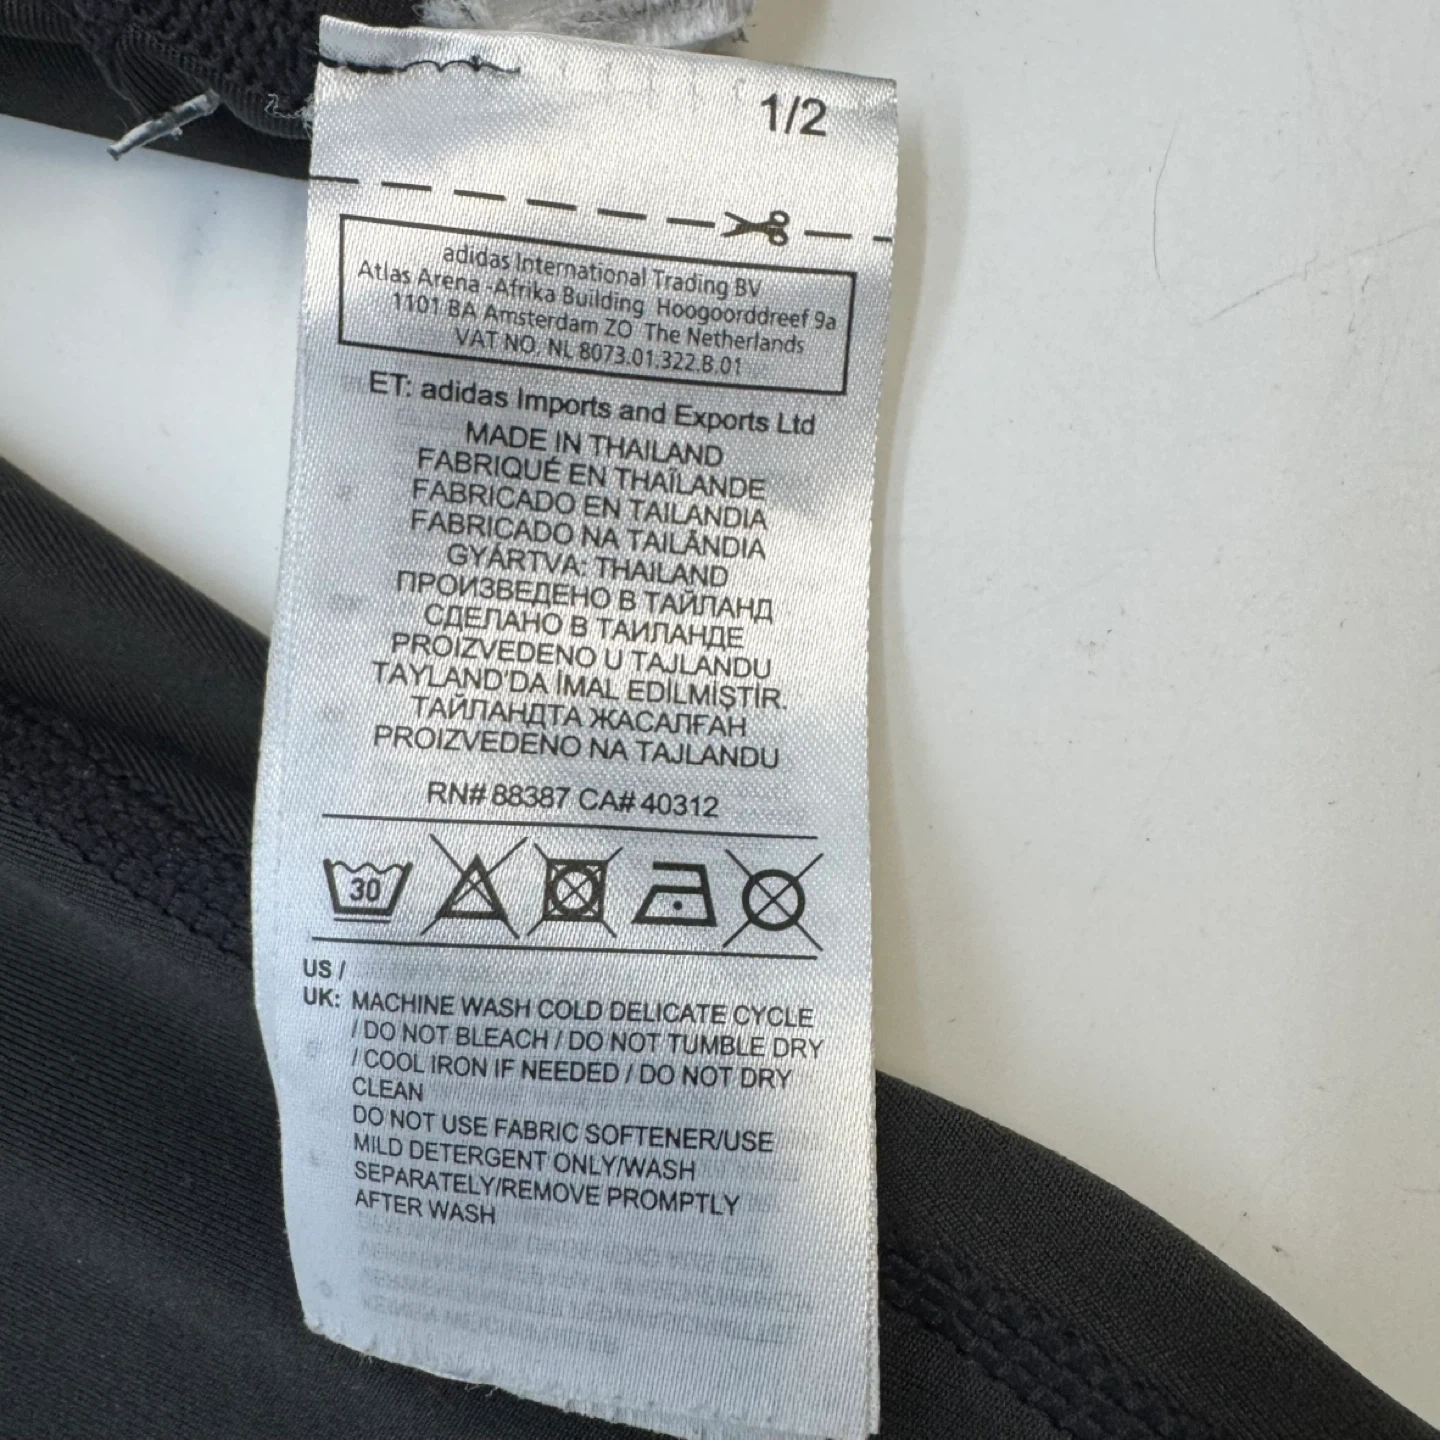 1/2
adidas International Trading BV
Atlas Arena -Afrika Building Hoogoorddreef 9a
1101 BA Amsterdam ZO The Netherlands
VAT NO. NL 8073.01.322.B.01
ET: adidas Imports and Exports Ltd
MADE IN THAILAND
FABRIQUÉ EN THAÏLANDE
FABRICADO EN TAILANDIA
FABRICADO NA TAILÂNDIA
GYÁRTVA: THAILAND
ПРОИЗВЕДЕНО В ТАЙЛАНД
СДЕЛАНО В ТАИЛАНДЕ
PROIZVEDENO U TAJLANDU
TAYLAND'DA İMAL EDİLMİŞTİR.
ТАЙЛАНДТА ЖАСАЛҒАН
PROIZVEDENO NA TAJLANDU
RN# 88387 CA# 40312
30
US /
UK: MACHINE WASH COLD DELICATE CYCLE
/ DO NOT BLEACH / DO NOT TUMBLE DRY
/ COOL IRON IF NEEDED / DO NOT DRY
CLEAN
DO NOT USE FABRIC SOFTENER/USE
MILD DETERGENT ONLY/WASH
SEPARATELY/REMOVE PROMPTLY
AFTER WASH